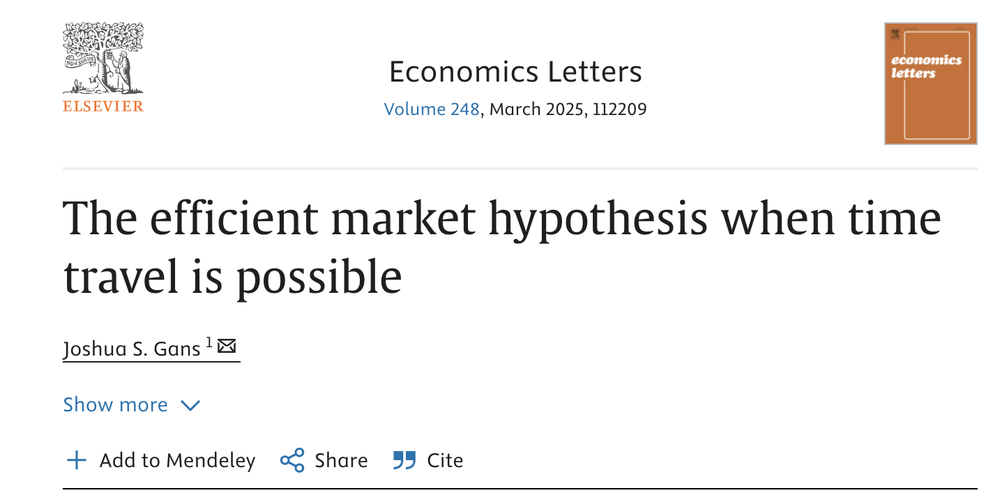 NON SOLUS
ELSEVIER
Economics Letters
Volume 248, March 2025, 112209
economics
letters
The efficient market hypothesis when time
travel is possible
Joshua S. Gans 1
Show more
Add to Mendeley
Share
Cite